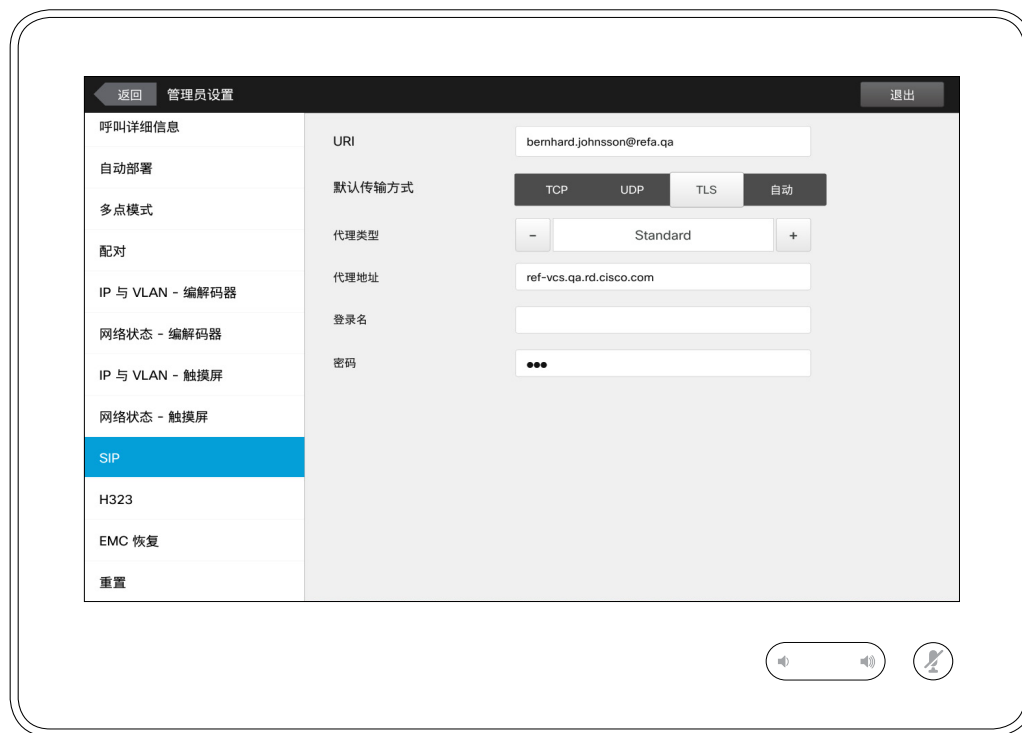 返回 管理员设置 退出
呼叫详细信息
自动部署
多点模式
配对
IP 与 VLAN - 编解码器
网络状态 - 编解码器
IP 与 VLAN - 触摸屏
网络状态 - 触摸屏
SIP
H323
EMC 恢复
重置
URI bernhard.johnsson@refa.qa
默认传输方式 TCP UDP TLS 自动
代理类型 - Standard +
代理地址 ref-vcs.qa.rd.cisco.com
登录名
密码 ●●●